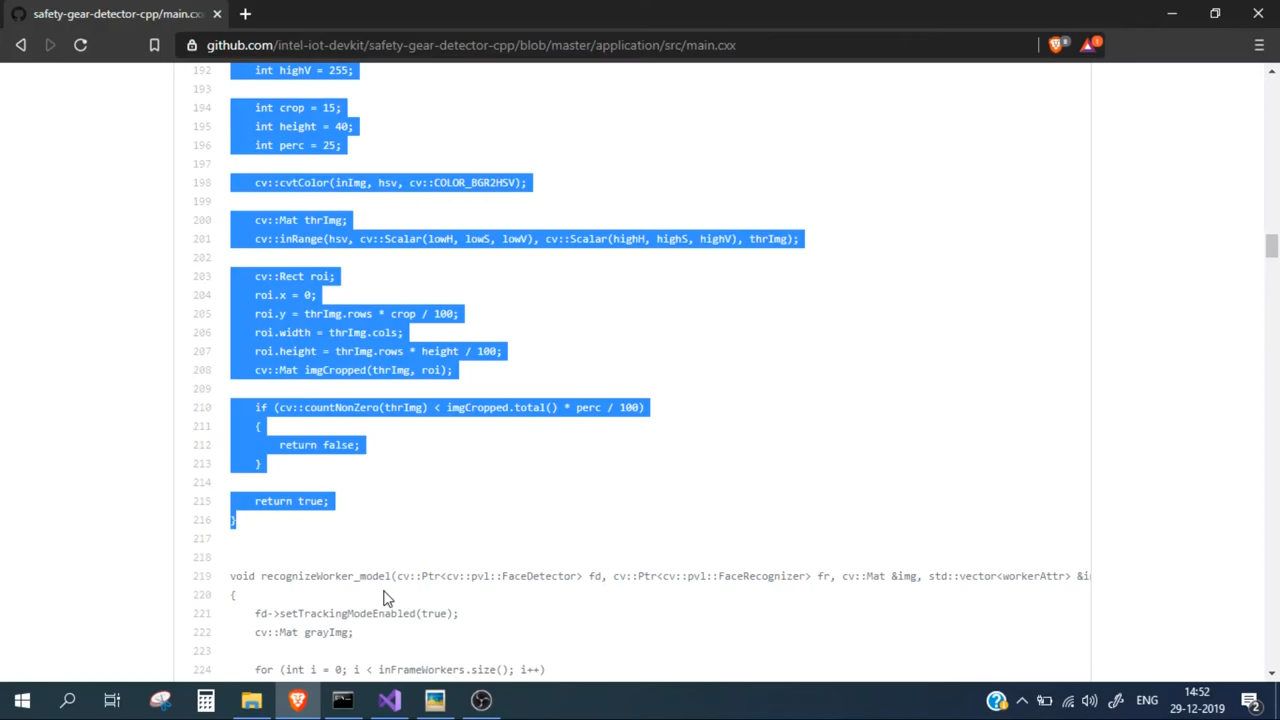 safety-gear-detector-cpp/main.cx
github.com/intel-iot-devkit/safety-gear-detector-cpp/blob/master/application/src/main.cxx
8
1
192 int highV = 255;
193
194 int crop = 15;
195 int height = 40;
196 int perc = 25;
197
198 cv::cvtColor(inImg, hsv, cv::COLOR_BGR2HSV);
199
200 cv::Mat thrImg;
201 cv::inRange(hsv, cv::Scalar(lowH, lowS, lowV), cv::Scalar(highH, highS, highV), thrImg);
202
203 cv::Rect roi;
204 roi.x = 0;
205 roi.y = thrImg.rows * crop / 100;
206 roi.width = thrImg.cols;
207 roi.height = thrImg.rows * height / 100;
208 cv::Mat imgCropped(thrImg, roi);
209
210 if (cv::countNonZero(thrImg) < imgCropped.total() * perc / 100)
211 {
212 return false;
213 }
214
215 return true;
216 }
217
218
219 void recognizeWorker_model(cv::Ptr<cv::pvl::FaceDetector> fd, cv::Ptr<cv::pvl::FaceRecognizer> fr, cv::Mat &img, std::vector<workerAttr> &i
220 {
221 fd->setTrackingModeEnabled(true);
222 cv::Mat grayImg;
223
224 for (int i = 0; i < inFrameWorkers.size(); i++)
ENG
14:52
29-12-2019
2